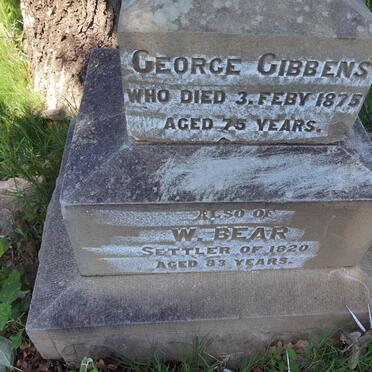 GEORGE GIBBENS
WHO DIED 3. FEBY 1875
AGED 75 YEARS.
ALSO OF
W. BEAR
SETTLER OF 1820
AGED 83 YEARS.